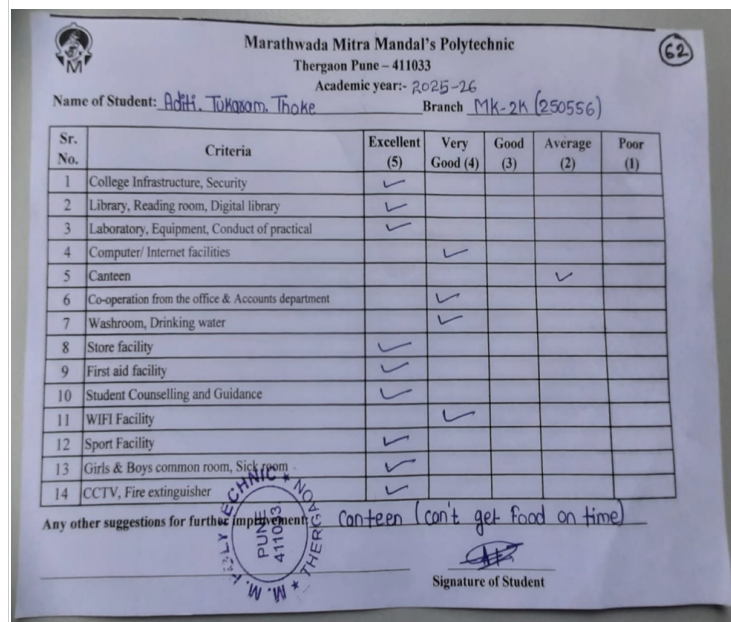 M
Marathwada Mitra Mandal's Polytechnic
62
Thergaon Pune – 411033
Academic year:- 2025-26
Name of Student: Aditi. Tukaram. Thoke Branch MK-2K (250556)
Sr. No. Criteria Excellent (5) Very Good (4) Good (3) Average (2) Poor (1)
1 College Infrastructure, Security ✓
2 Library, Reading room, Digital library ✓
3 Laboratory, Equipment, Conduct of practical ✓
4 Computer/ Internet facilities ✓
5 Canteen ✓
6 Co-operation from the office & Accounts department ✓
7 Washroom, Drinking water ✓
8 Store facility ✓
9 First aid facility ✓
10 Student Counselling and Guidance ✓
11 WIFI Facility ✓
12 Sport Facility ✓
13 Girls & Boys common room, Sick room ✓
14 CCTV, Fire extinguisher ✓
Any other suggestions for further improvement: canteen (can't get food on time)
M. M. POLYTECHNIC ★ THERGAON ★
PUNE
411033
Signature of Student